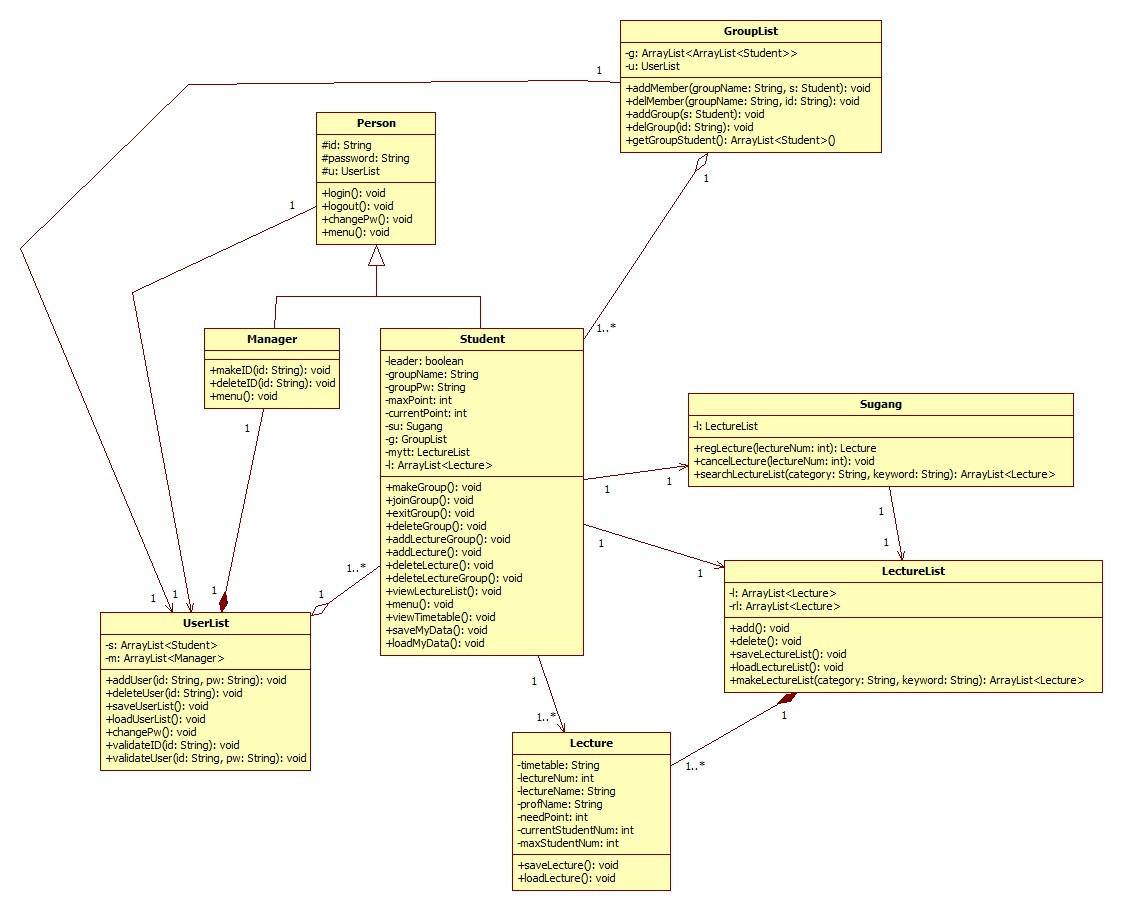 GroupList
-g: ArrayList<ArrayList<Student>>
-u: UserList
+addMember(groupName: String, s: Student): void
+delMember(groupName: String, id: String): void
+addGroup(s: Student): void
+delGroup(id: String): void
+getGroupStudent(): ArrayList<Student>()
1
1
1..*
Person
#id: String
#password: String
#u: UserList
+login(): void
+logout(): void
+changePw(): void
+menu(): void
1
Manager
+makeID(id: String): void
+deleteID(id: String): void
+menu(): void
1
Student
-leader: boolean
-groupName: String
-groupPw: String
-maxPoint: int
-currentPoint: int
-su: Sugang
-g: GroupList
-mytt: LectureList
-l: ArrayList<Lecture>
+makeGroup(): void
+joinGroup(): void
+exitGroup(): void
+deleteGroup(): void
+addLectureGroup(): void
+addLecture(): void
+deleteLecture(): void
+deleteLectureGroup(): void
+viewLectureList(): void
+menu(): void
+viewTimetable(): void
+saveMyData(): void
+loadMyData(): void
Sugang
-l: LectureList
+regLecture(lectureNum: int): Lecture
+cancelLecture(lectureNum: int): void
+searchLectureList(category: String, keyword: String): ArrayList<Lecture>
1
1
1
1
1
1
LectureList
-l: ArrayList<Lecture>
-rl: ArrayList<Lecture>
+add(): void
+delete(): void
+saveLectureList(): void
+loadLectureList(): void
+makeLectureList(category: String, keyword: String): ArrayList<Lecture>
1..*
1
1
1
1
UserList
-s: ArrayList<Student>
-m: ArrayList<Manager>
+addUser(id: String, pw: String): void
+deleteUser(id: String): void
+saveUserList(): void
+loadUserList(): void
+changePw(): void
+validateID(id: String): void
+validateUser(id: String, pw: String): void
1
1..*
1
1..*
Lecture
-timetable: String
-lectureNum: int
-lectureName: String
-profName: String
-needPoint: int
-currentStudentNum: int
-maxStudentNum: int
+saveLecture(): void
+loadLecture(): void